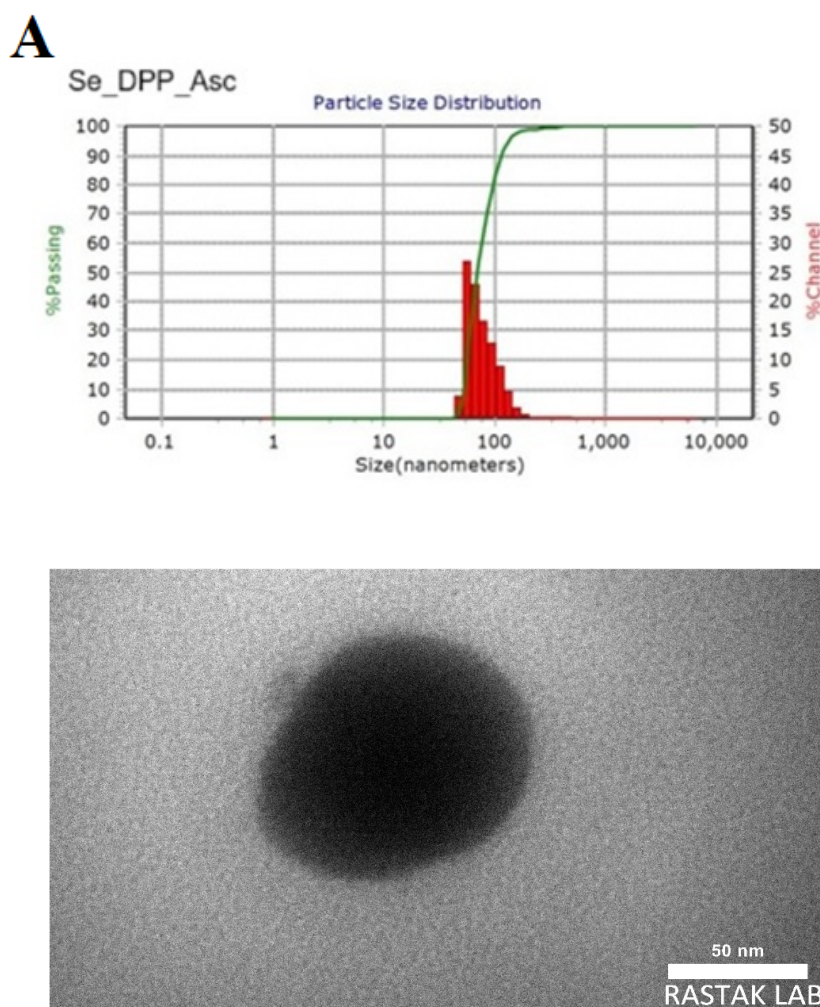 A
Se_DPP_Asc
Particle Size Distribution
%Passing
100
90
80
70
60
50
40
30
20
10
0
50
45
40
35
30
25
20
15
10
5
0
%Channel
0.1 1 10 100 1,000 10,000
Size(nanometers)
50 nm
RASTAK LAB